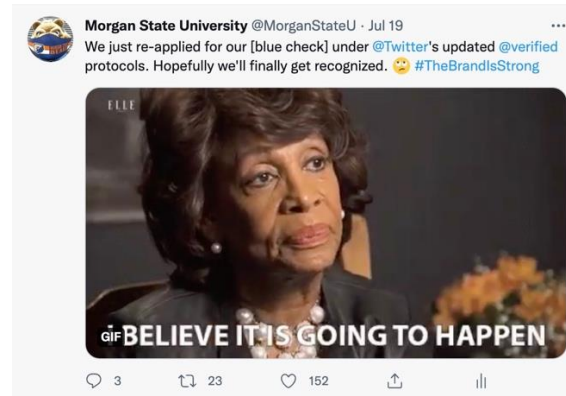 Morgan State University @MorganStateU · Jul 19
We just re-applied for our [blue check] under @Twitter's updated @verified
protocols. Hopefully we'll finally get recognized. 🙄 #TheBrandIsStrong
ELLE
GIF BELIEVE IT IS GOING TO HAPPEN
3 23 152